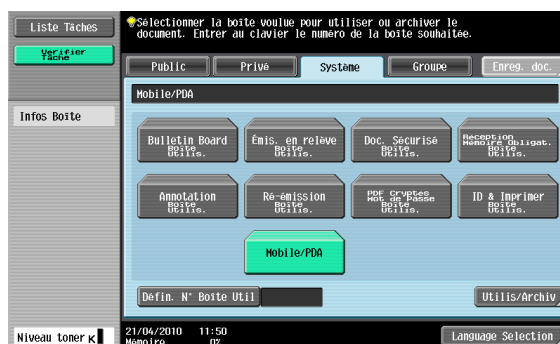 Liste Tâches
Sélectionner la boîte voulue pour utiliser ou archiver le
document. Entrer au clavier le numéro de la boîte souhaitée.
Vérifier
Tâche
Public
Privé
Système
Groupe
Enreg. doc.
Mobile/PDA
Infos Boîte
Bulletin Board
Boîte
Utilis.
Émis. en relève
Boîte
Utilis.
Doc. Sécurisé
Boîte
Utilis.
Réception
Mémoire Obligat.
Boîte
Utilis.
Annotation
Boîte
Utilis.
Ré-émission
Boîte
Utilis.
PDF Cryptés
Mot de Passe
Boîte
Utilis.
ID & Imprimer
Boîte
Utilis.
Mobile/PDA
Défin. N° Boîte Util
Utilis/Archiv
Niveau toner K
21/04/2010 11:50
Mémoire 0%
Language Selection